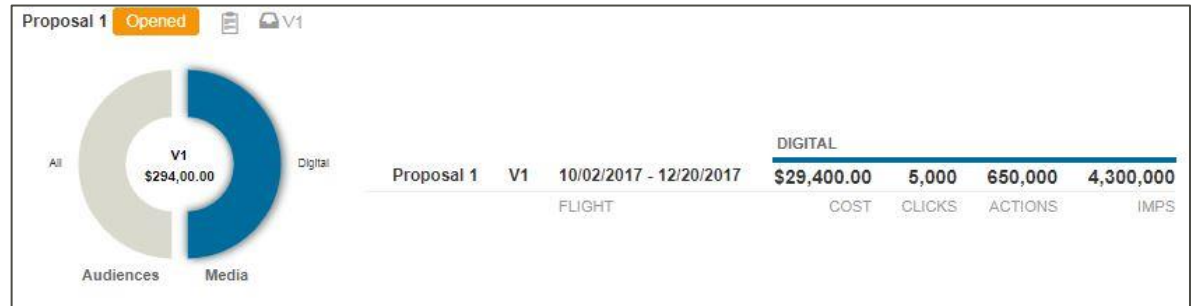 Proposal 1 Opened V1
All
V1
$294,00.00
Digital
Audiences Media
DIGITAL
Proposal 1 V1 10/02/2017 - 12/20/2017 $29,400.00 5,000 650,000 4,300,000
FLIGHT COST CLICKS ACTIONS IMPS